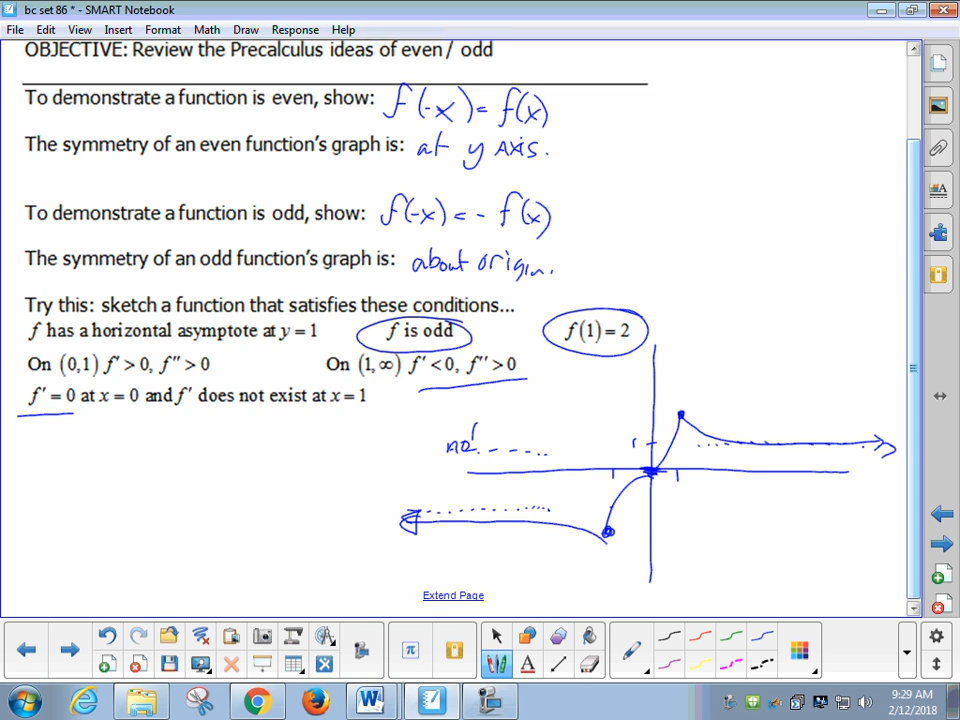 bc set 86 * - SMART Notebook
File Edit View Insert Format Math Draw Response Help
OBJECTIVE: Review the Precalculus ideas of even / odd
To demonstrate a function is even, show: f(-x) = f(x)
The symmetry of an even function's graph is: at y AXIS.
To demonstrate a function is odd, show: f(-x) = - f(x)
The symmetry of an odd function's graph is: about origin.
Try this: sketch a function that satisfies these conditions...
f has a horizontal asymptote at y = 1 f is odd f(1) = 2
On (0,1) f' > 0, f'' > 0 On (1,∞) f' < 0, f'' > 0
f' = 0 at x = 0 and f' does not exist at x = 1
1
Extend Page
9:29 AM
2/12/2018